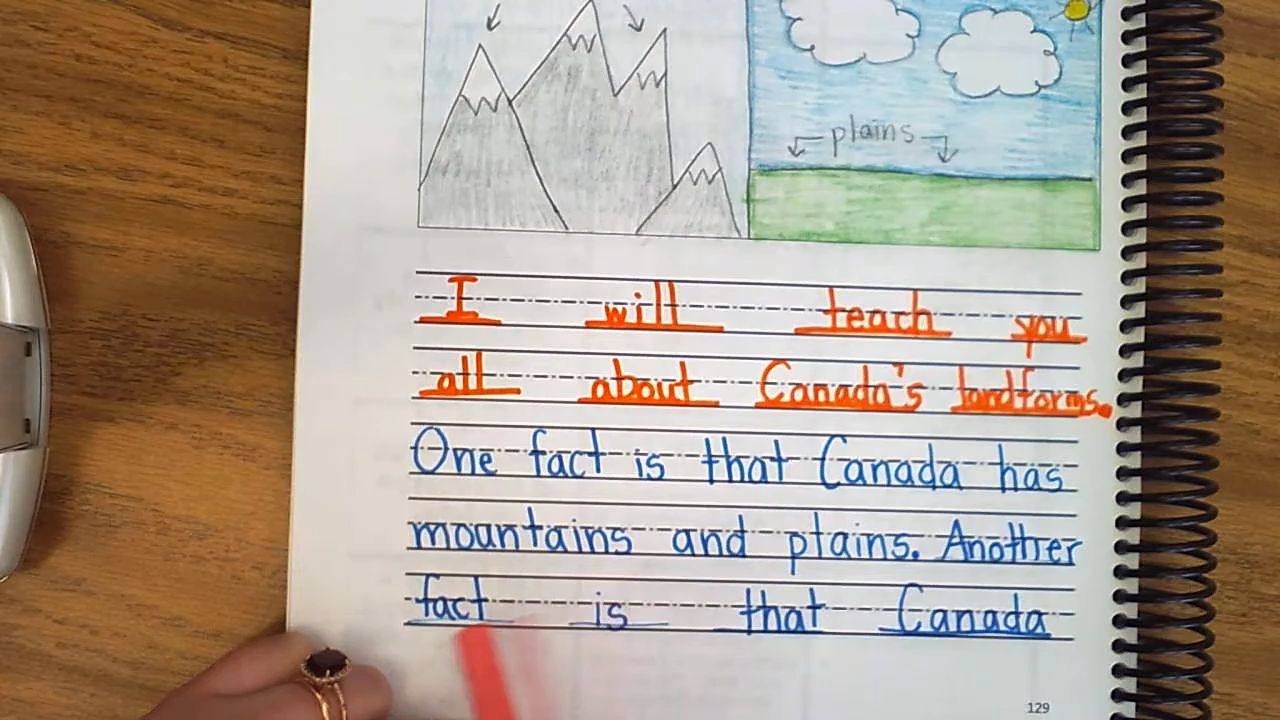 plains
I will teach you
all about Canada's landforms.
One fact is that Canada has
mountains and plains. Another
fact is that Canada
129